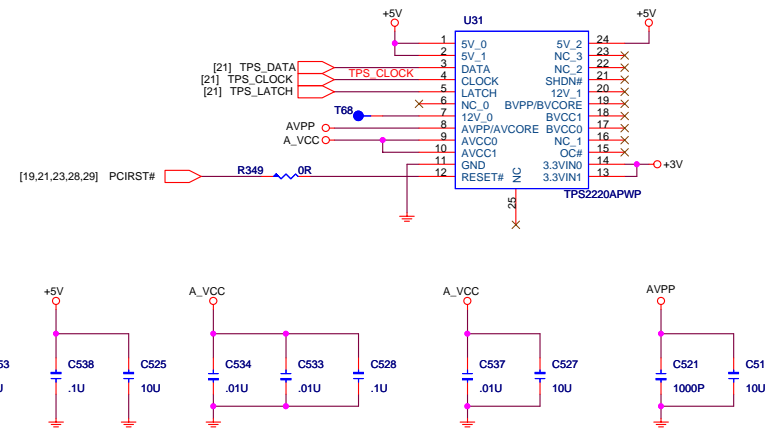 +5V
U31
+5V
1 5V_0 5V_2 24
2 5V_1 NC_3 23
[21] TPS_DATA 3 DATA NC_2 22
[21] TPS_CLOCK TPS_CLOCK 4 CLOCK SHDN# 21
[21] TPS_LATCH 5 LATCH 12V_1 20
6 NC_0 BVPP/BVCORE 19
T68 7 12V_0 BVCC1 18
AVPP 8 AVPP/AVCORE BVCC0 17
A_VCC 9 AVCC0 NC_1 16
10 AVCC1 OC# 15
11 GND 3.3VIN0 14 +3V
[19,21,23,28,29] PCIRST# R349 0R 12 RESET# 3.3VIN1 13
NC
25
TPS2220APWP
+5V A_VCC A_VCC AVPP
C538 C525 C534 C533 C528 C537 C527 C521
.1U 10U .01U .01U .1U .01U 10U 1000P 10U